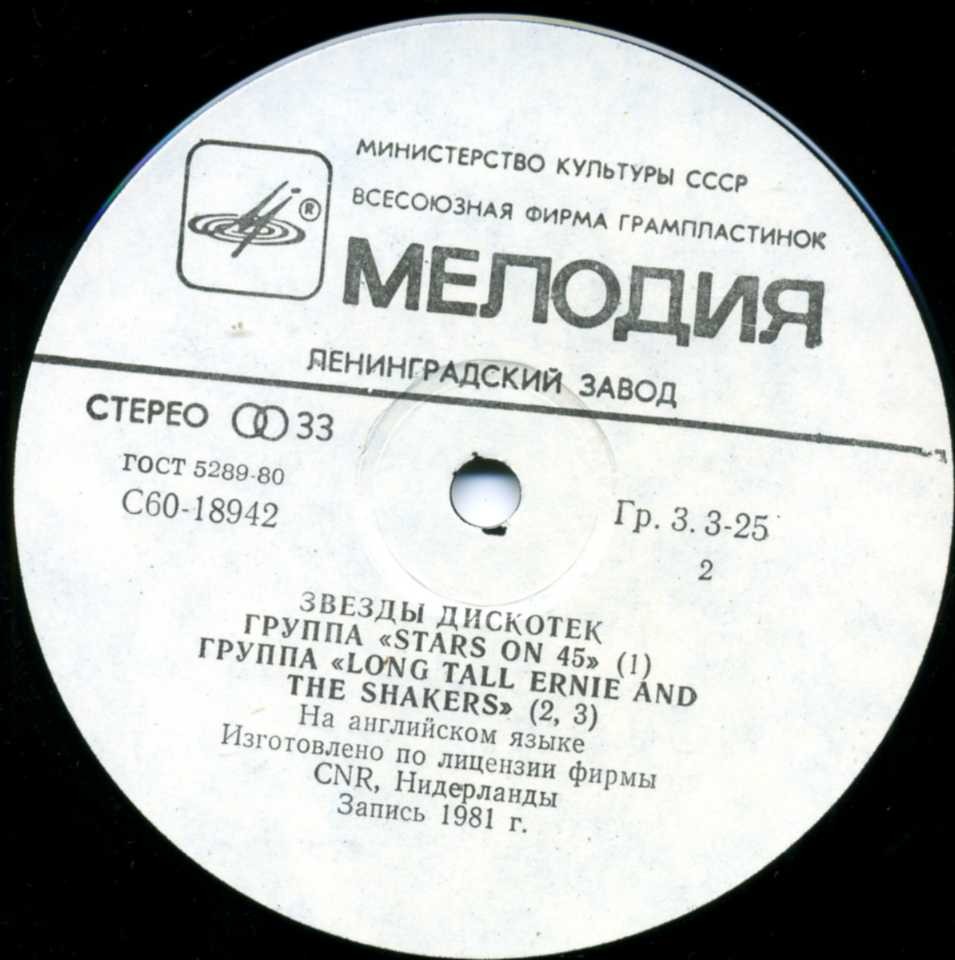 ®
МИНИСТЕРСТВО КУЛЬТУРЫ СССР
ВСЕСОЮЗНАЯ ФИРМА ГРАМПЛАСТИНОК
МЕЛОДИЯ
ЛЕНИНГРАДСКИЙ ЗАВОД
СТЕРЕО 33
ГОСТ 5289-80
С60-18942
Гр. 3. 3-25
2
ЗВЕЗДЫ ДИСКОТЕК
ГРУППА «STARS ON 45» (1)
ГРУППА «LONG TALL ERNIE AND
THE SHAKERS» (2, 3)
На английском языке
Изготовлено по лицензии фирмы
CNR, Нидерланды
Запись 1981 г.